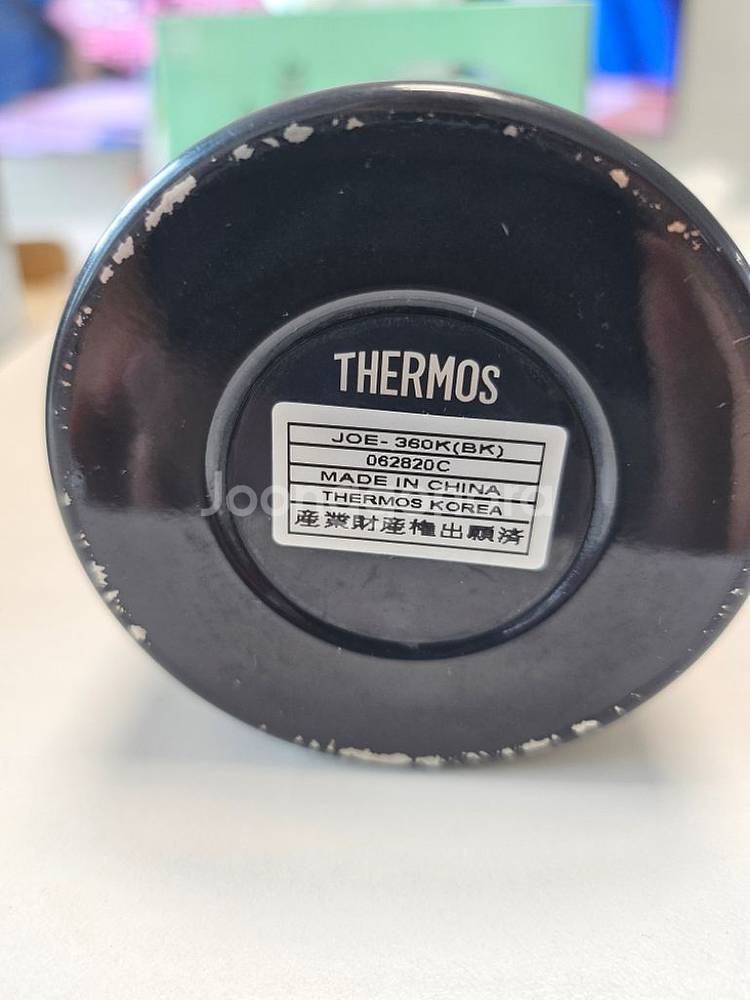 THERMOS
JOE- 360K(BK)
062820C
MADE IN CHINA
THERMOS KOREA
産業財産権出願済